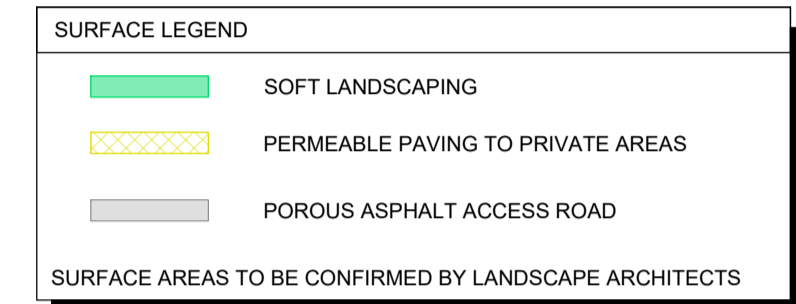 SURFACE LEGEND
SOFT LANDSCAPING
PERMEABLE PAVING TO PRIVATE AREAS
POROUS ASPHALT ACCESS ROAD
SURFACE AREAS TO BE CONFIRMED BY LANDSCAPE ARCHITECTS